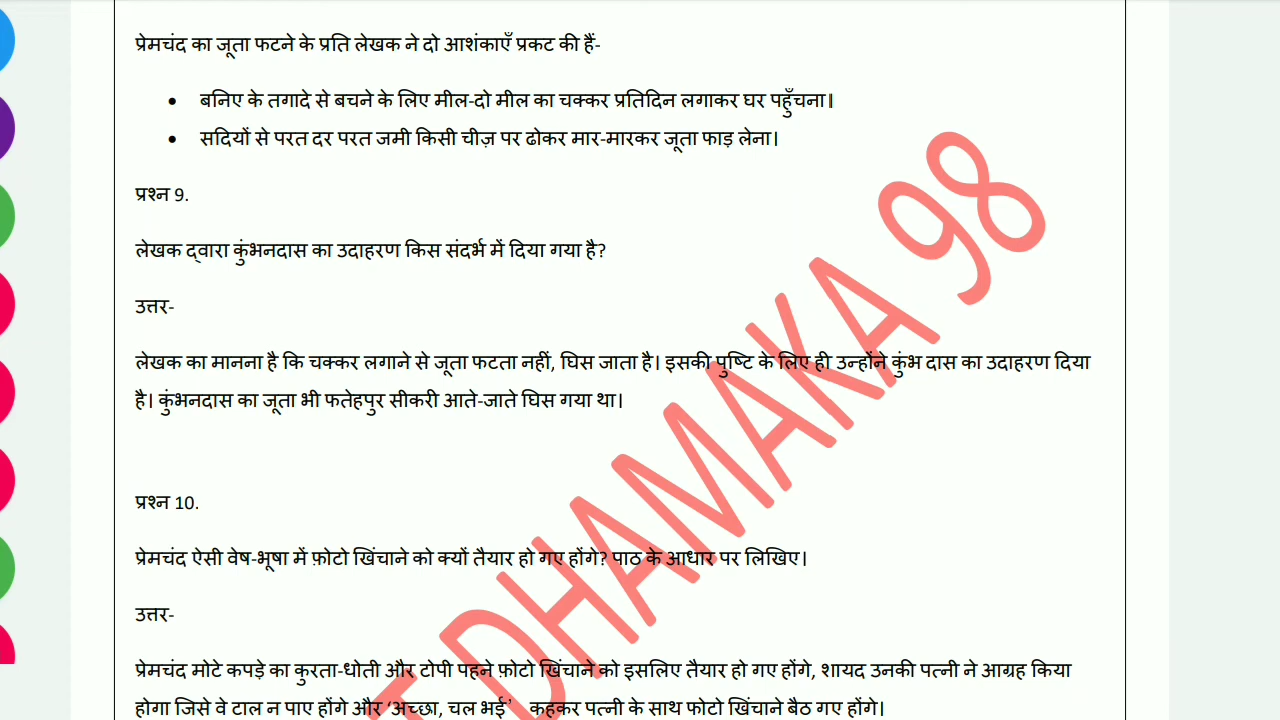 प्रेमचंद का जूता फटने के प्रति लेखक ने दो आशंकाएँ प्रकट की हैं-
• बनिए के तगादे से बचने के लिए मील-दो मील का चक्कर प्रतिदिन लगाकर घर पहुँचना।
• सदियों से परत दर परत जमी किसी चीज़ पर ढोकर मार-मारकर जूता फाड़ लेना।
प्रश्न 9.
लेखक द्वारा कुंभनदास का उदाहरण किस संदर्भ में दिया गया है?
उत्तर-
लेखक का मानना है कि चक्कर लगाने से जूता फटता नहीं, घिस जाता है। इसकी पुष्टि के लिए ही उन्होंने कुंभ दास का उदाहरण दिया
है। कुंभनदास का जूता भी फतेहपुर सीकरी आते-जाते घिस गया था।
प्रश्न 10.
प्रेमचंद ऐसी वेष-भूषा में फ़ोटो खिंचाने को क्यों तैयार हो गए होंगे? पाठ के आधार पर लिखिए।
उत्तर-
प्रेमचंद मोटे कपड़े का कुरता-धोती और टोपी पहने फ़ोटो खिंचाने को इसलिए तैयार हो गए होंगे, शायद उनकी पत्नी ने आग्रह किया
होगा जिसे वे टाल न पाए होंगे और ‘अच्छा, चल भई’ कहकर पत्नी के साथ फोटो खिंचाने बैठ गए होंगे।
T DHAMAKA 98